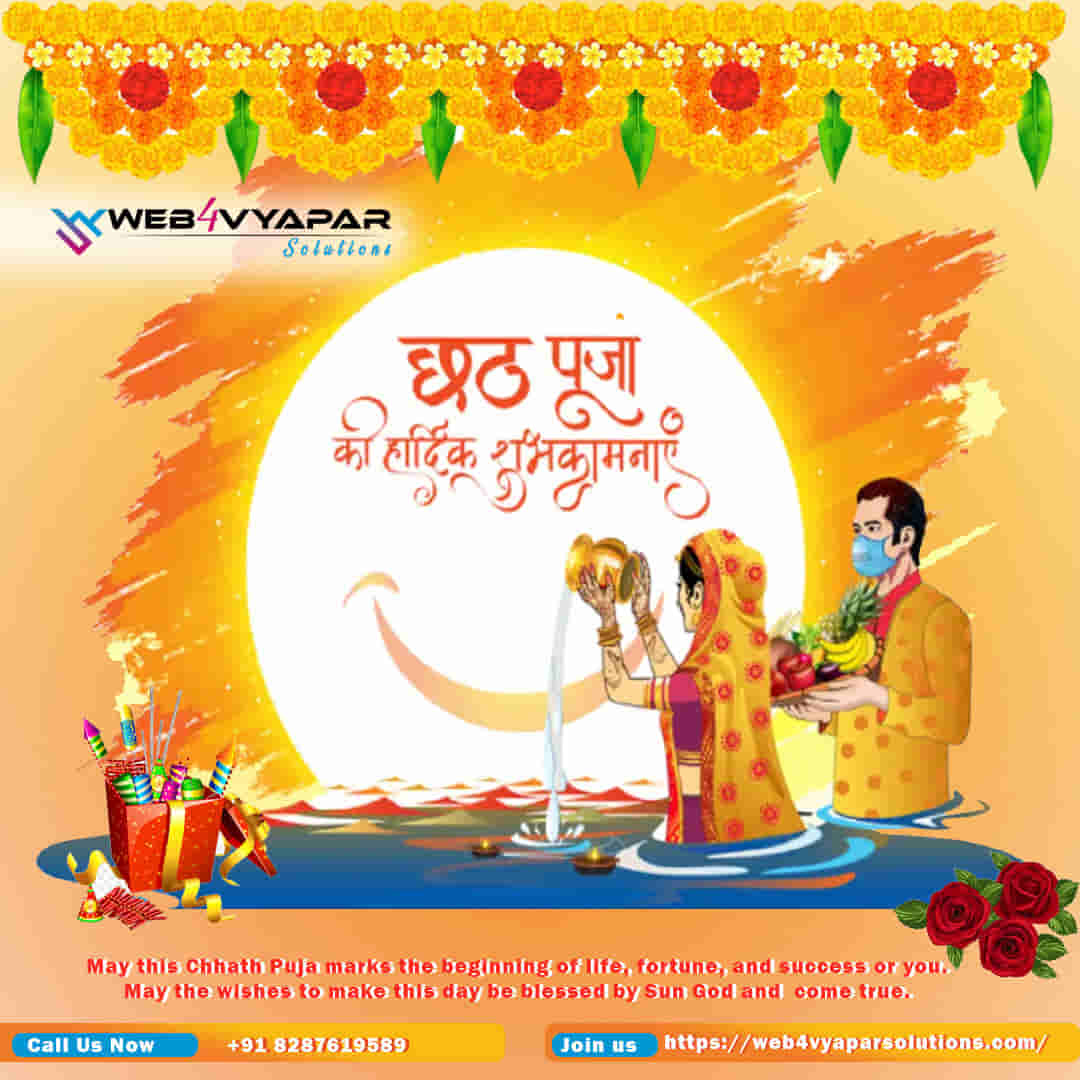 WEB4VYAPAR
Solutions
छठ पूजा
की हार्दिक शुभकामनाएं
May this Chhath Puja marks the beginning of life, fortune, and success or you.
May the wishes to make this day be blessed by Sun God and come true.
Call Us Now +91 8287619589
Join us https://web4vyaparsolutions.com/